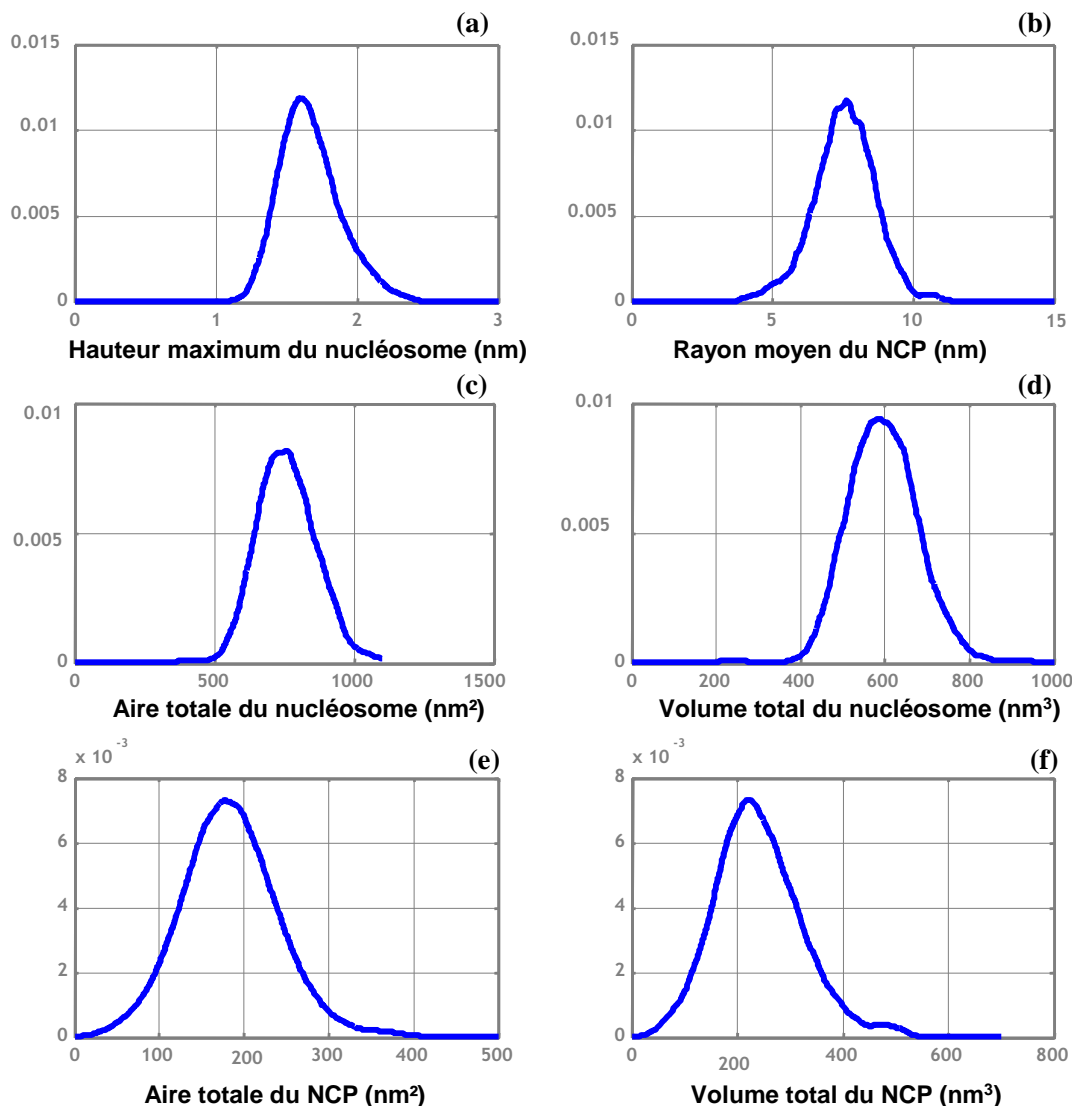 (a)
0.015
0.01
0.005
0
0 1 2 3
Hauteur maximum du nucléosome (nm)
(b)
0.015
0.01
0.005
0
0 5 10 15
Rayon moyen du NCP (nm)
(c)
0.01
0.005
0
0 500 1000 1500
Aire totale du nucléosome (nm²)
(d)
0.01
0.005
0
0 200 400 600 800 1000
Volume total du nucléosome (nm³)
(e)
x 10 -3
8
6
4
2
0
0 100 200 300 400 500
Aire totale du NCP (nm²)
(f)
x 10 -3
8
6
4
2
0
0 200 400 600 800
Volume total du NCP (nm³)